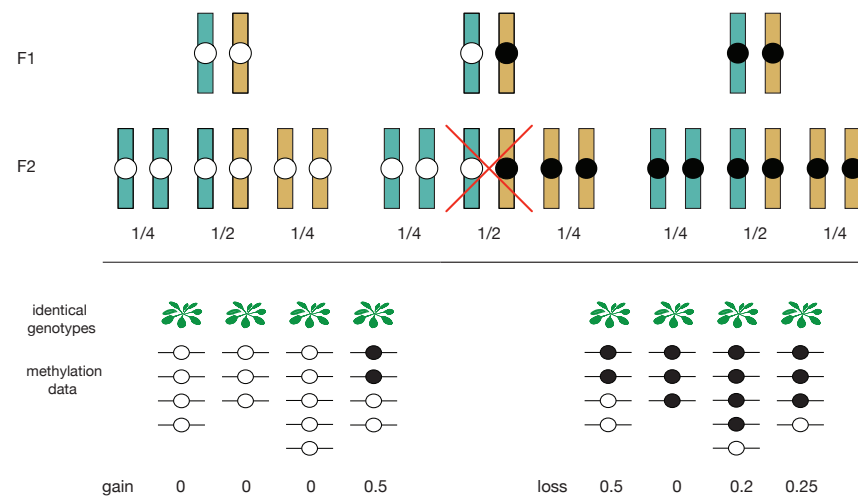 F1
F2
1/4 1/2 1/4 1/4 1/2 1/4 1/4 1/2 1/4
identical
genotypes
methylation
data
gain 0 0 0 0.5 loss 0.5 0 0.2 0.25